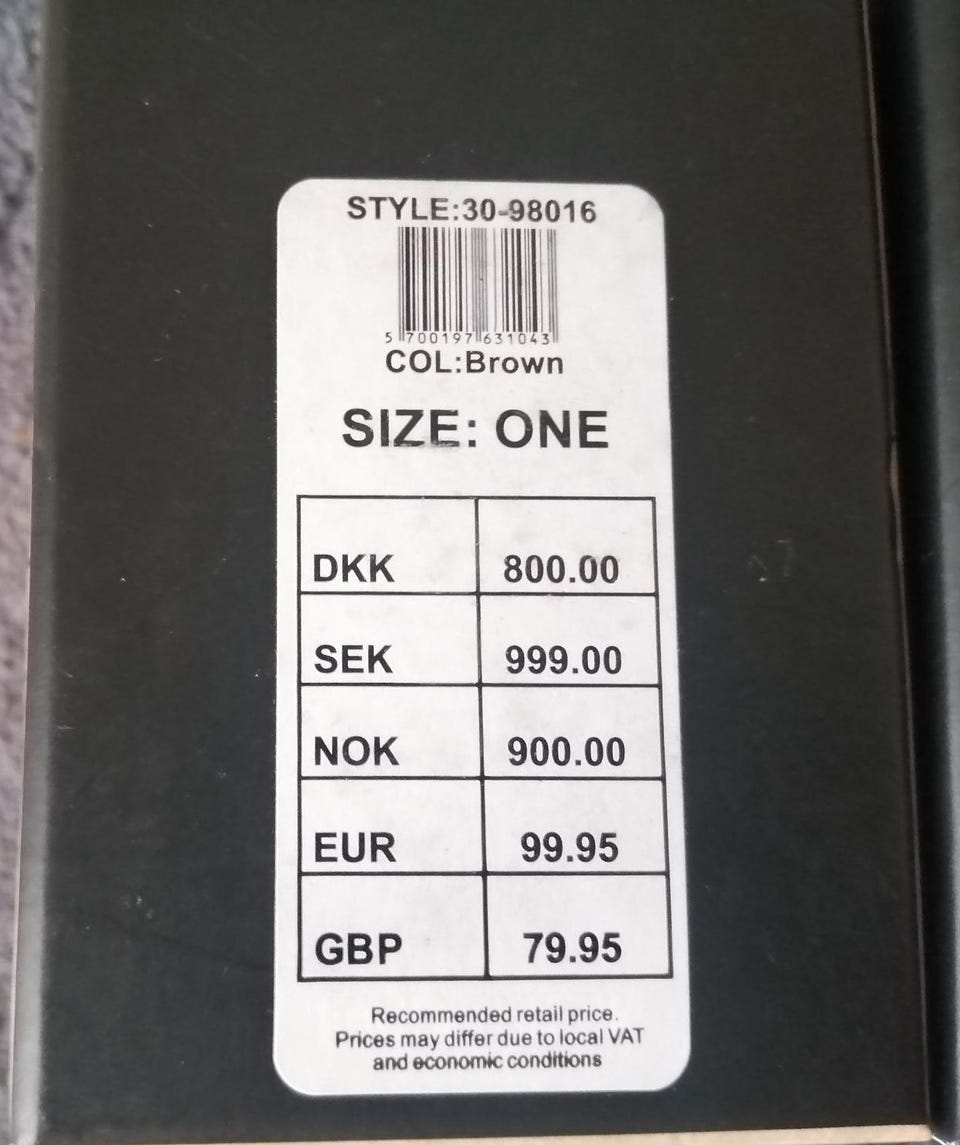 STYLE:30-98016
5 700197 631043
COL:Brown
SIZE: ONE
DKK 800.00
SEK 999.00
NOK 900.00
EUR 99.95
GBP 79.95
Recommended retail price.
Prices may differ due to local VAT
and economic conditions